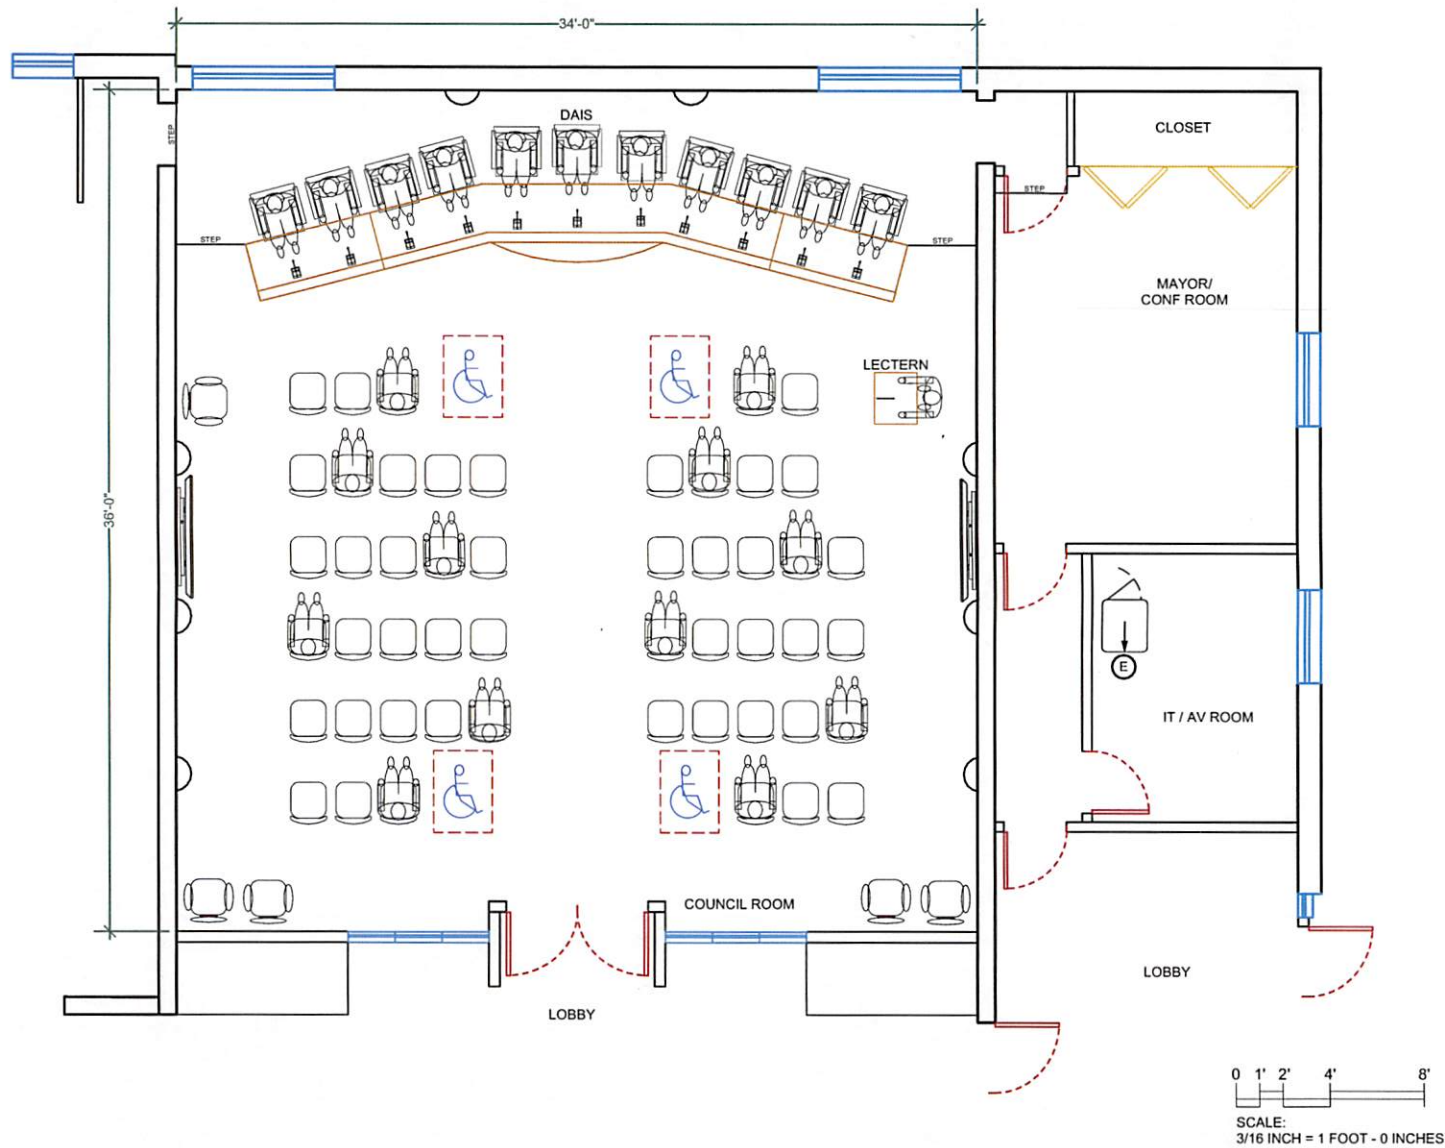 34'-0"
DAIS
CLOSET
STEP
STEP
STEP
STEP
MAYOR/
CONF ROOM
LECTERN
36'-0"
E
IT / AV ROOM
COUNCIL ROOM
LOBBY
LOBBY
0 1' 2' 4' 8'
SCALE:
3/16 INCH = 1 FOOT - 0 INCHES